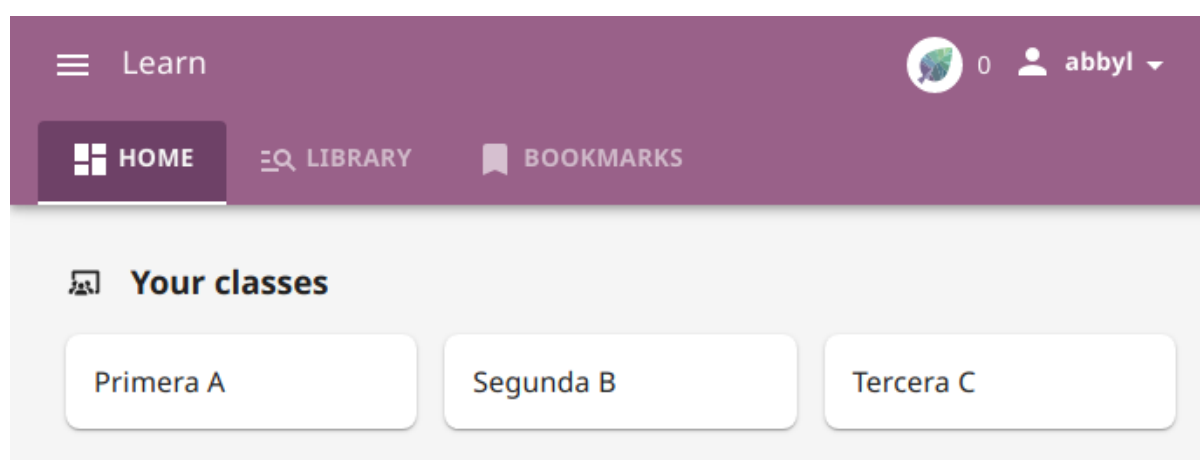 Learn 0 abbyl
HOME LIBRARY BOOKMARKS
Your classes
Primera A Segunda B Tercera C